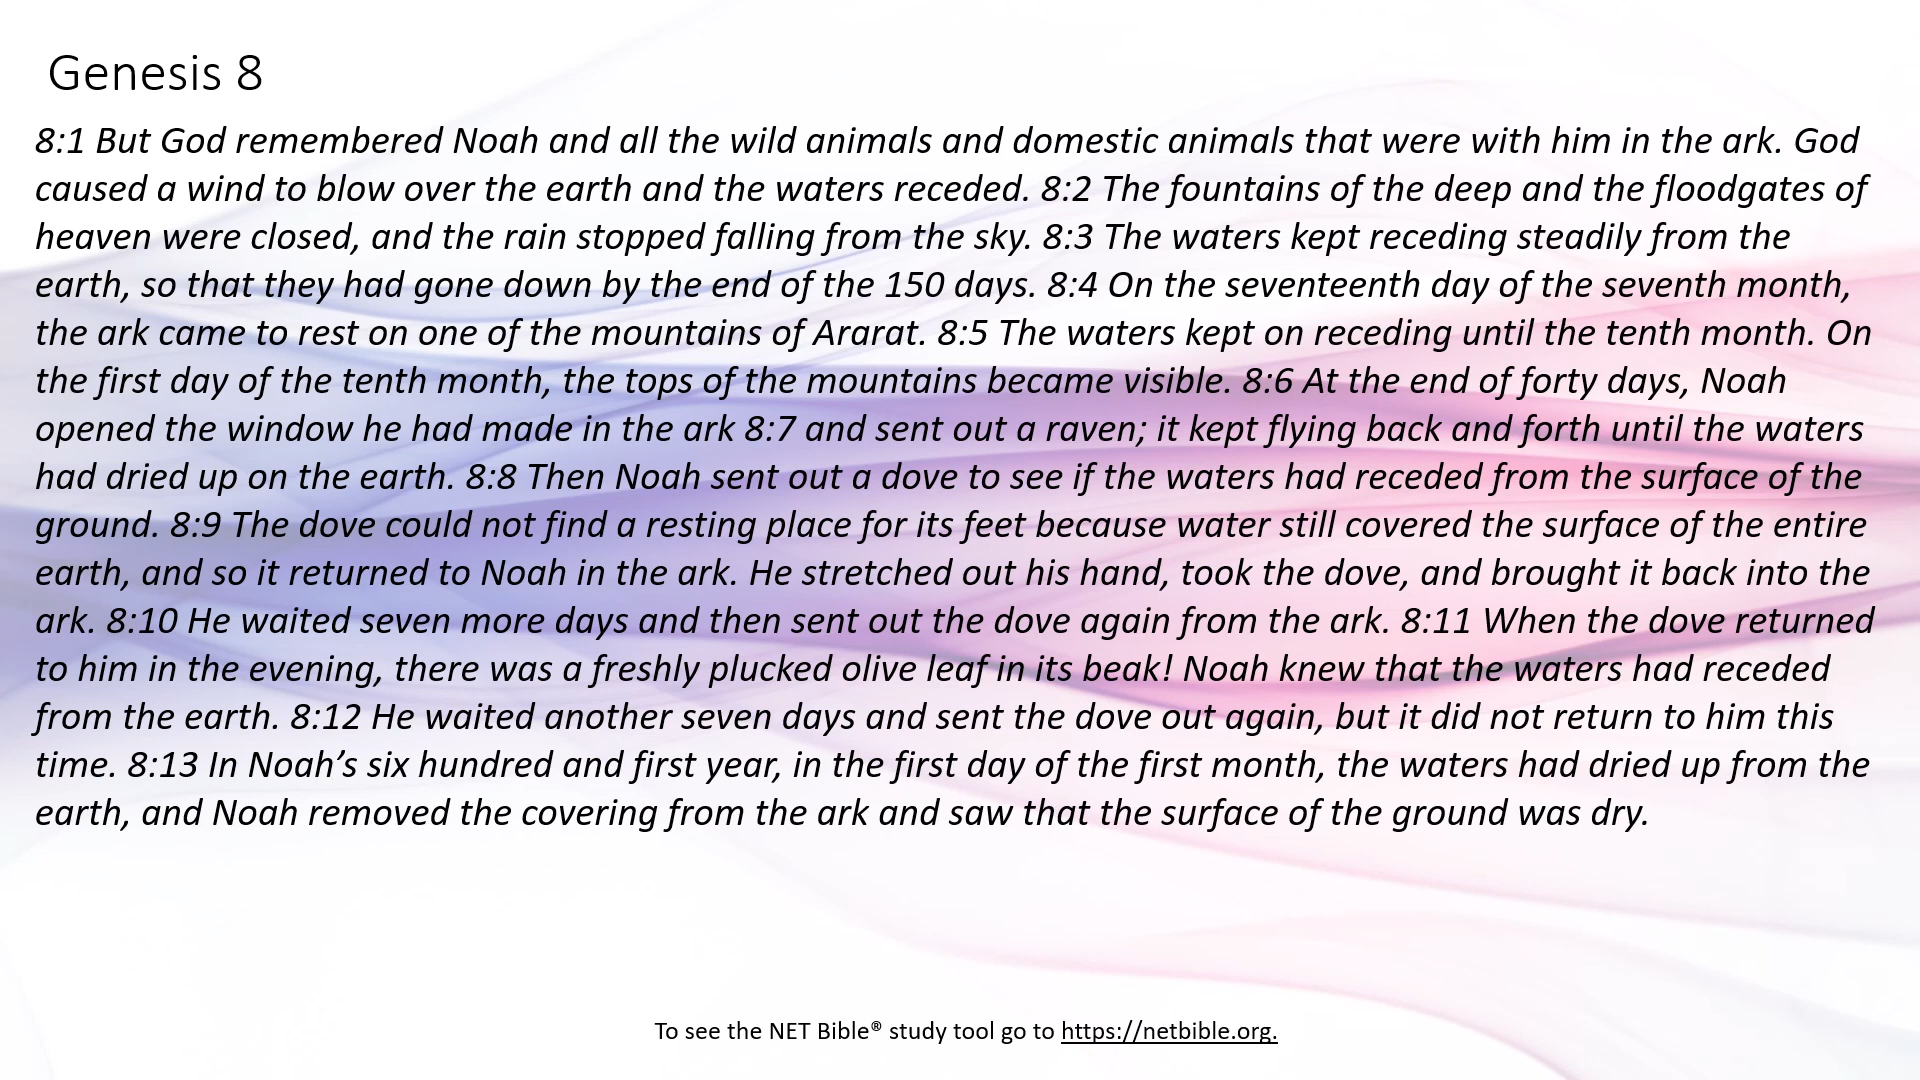 Genesis 8
8:1 But God remembered Noah and all the wild animals and domestic animals that were with him in the ark. God
caused a wind to blow over the earth and the waters receded. 8:2 The fountains of the deep and the floodgates of
heaven were closed, and the rain stopped falling from the sky. 8:3 The waters kept receding steadily from the
earth, so that they had gone down by the end of the 150 days. 8:4 On the seventeenth day of the seventh month,
the ark came to rest on one of the mountains of Ararat. 8:5 The waters kept on receding until the tenth month. On
the first day of the tenth month, the tops of the mountains became visible. 8:6 At the end of forty days, Noah
opened the window he had made in the ark 8:7 and sent out a raven; it kept flying back and forth until the waters
had dried up on the earth. 8:8 Then Noah sent out a dove to see if the waters had receded from the surface of the
ground. 8:9 The dove could not find a resting place for its feet because water still covered the surface of the entire
earth, and so it returned to Noah in the ark. He stretched out his hand, took the dove, and brought it back into the
ark. 8:10 He waited seven more days and then sent out the dove again from the ark. 8:11 When the dove returned
to him in the evening, there was a freshly plucked olive leaf in its beak! Noah knew that the waters had receded
from the earth. 8:12 He waited another seven days and sent the dove out again, but it did not return to him this
time. 8:13 In Noah’s six hundred and first year, in the first day of the first month, the waters had dried up from the
earth, and Noah removed the covering from the ark and saw that the surface of the ground was dry.
To see the NET Bible® study tool go to https://netbible.org.